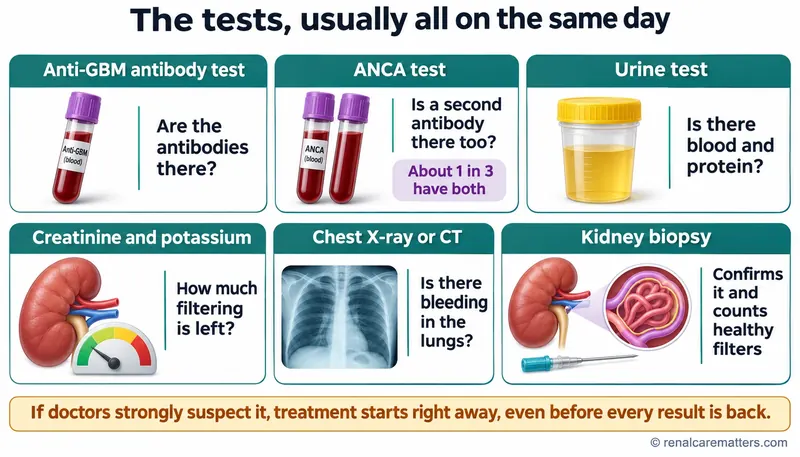 The tests, usually all on the same day
Anti-GBM antibody test
Anti-GBM
(blood)
Are the
antibodies
there?
ANCA test
ANCA
(blood)
Is a second
antibody
there too?
About 1 in 3
have both
Urine test
Is there
blood and
protein?
Creatinine and potassium
How much
filtering
is left?
Chest X-ray or CT
Is there
bleeding
in the
lungs?
Kidney biopsy
Confirms
it and
counts
healthy
filters
If doctors strongly suspect it, treatment starts right away, even before every result is back.
© renalcarematters.com